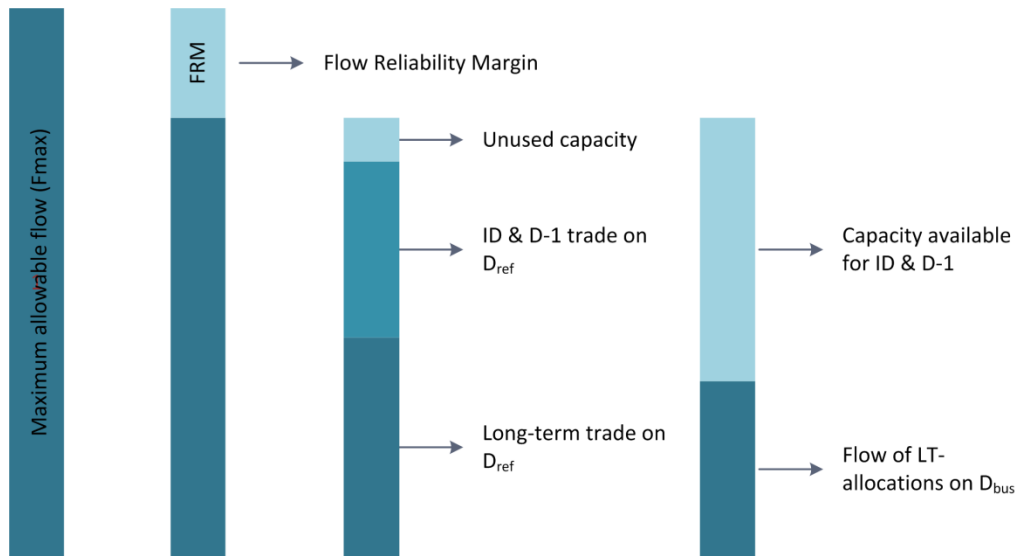 Maximum allowable flow (Fmax)
FRM
Flow Reliability Margin
Unused capacity
ID & D-1 trade on
Dref
Long-term trade on
Dref
Capacity available
for ID & D-1
Flow of LT-
allocations on Dbus